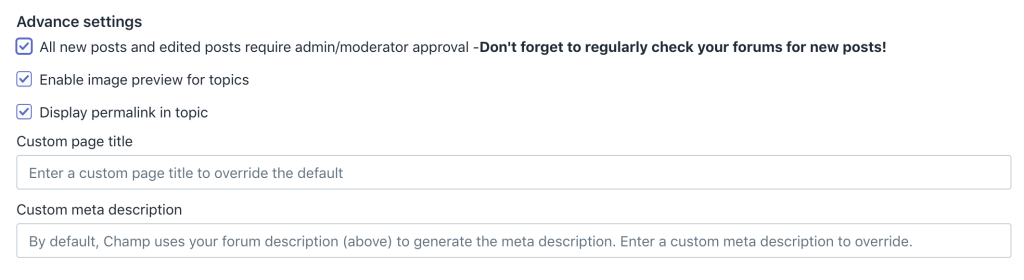 Advance settings
All new posts and edited posts require admin/moderator approval -Don't forget to regularly check your forums for new posts!
Enable image preview for topics
Display permalink in topic
Custom page title
Enter a custom page title to override the default
Custom meta description
By default, Champ uses your forum description (above) to generate the meta description. Enter a custom meta description to override.